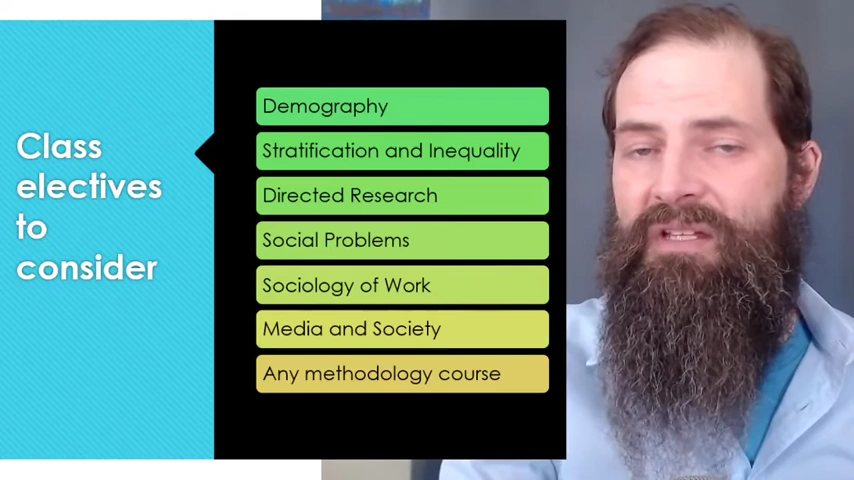 Class
electives
to
consider
Demography
Stratification and Inequality
Directed Research
Social Problems
Sociology of Work
Media and Society
Any methodology course